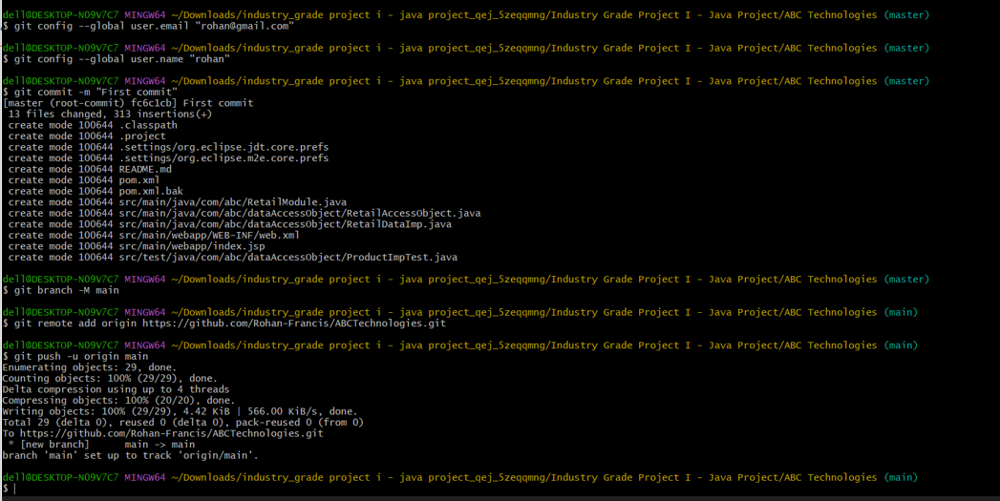 dell@DESKTOP-NO9V7C7 MINGW64 ~/Downloads/industry_grade project i - java project_qej_5zeqqmng/Industry Grade Project I - Java Project/ABC Technologies (master)
$ git config --global user.email "rohan@gmail.com"
dell@DESKTOP-NO9V7C7 MINGW64 ~/Downloads/industry_grade project i - java project_qej_5zeqqmng/Industry Grade Project I - Java Project/ABC Technologies (master)
$ git config --global user.name "rohan"
dell@DESKTOP-NO9V7C7 MINGW64 ~/Downloads/industry_grade project i - java project_qej_5zeqqmng/Industry Grade Project I - Java Project/ABC Technologies (master)
$ git commit -m "First commit"
[master (root-commit) fc6c1cb] First commit
 13 files changed, 313 insertions(+)
 create mode 100644 .classpath
 create mode 100644 .project
 create mode 100644 .settings/org.eclipse.jdt.core.prefs
 create mode 100644 .settings/org.eclipse.m2e.core.prefs
 create mode 100644 README.md
 create mode 100644 pom.xml
 create mode 100644 pom.xml.bak
 create mode 100644 src/main/java/com/abc/RetailModule.java
 create mode 100644 src/main/java/com/abc/dataAccessObject/RetailAccessObject.java
 create mode 100644 src/main/java/com/abc/dataAccessObject/RetailDataImp.java
 create mode 100644 src/main/webapp/WEB-INF/web.xml
 create mode 100644 src/main/webapp/index.jsp
 create mode 100644 src/test/java/com/abc/dataAccessObject/ProductImpTest.java
dell@DESKTOP-NO9V7C7 MINGW64 ~/Downloads/industry_grade project i - java project_qej_5zeqqmng/Industry Grade Project I - Java Project/ABC Technologies (master)
$ git branch -M main
dell@DESKTOP-NO9V7C7 MINGW64 ~/Downloads/industry_grade project i - java project_qej_5zeqqmng/Industry Grade Project I - Java Project/ABC Technologies (main)
$ git remote add origin https://github.com/Rohan-Francis/ABCTechnologies.git
dell@DESKTOP-NO9V7C7 MINGW64 ~/Downloads/industry_grade project i - java project_qej_5zeqqmng/Industry Grade Project I - Java Project/ABC Technologies (main)
$ git push -u origin main
Enumerating objects: 29, done.
Counting objects: 100% (29/29), done.
Delta compression using up to 4 threads
Compressing objects: 100% (20/20), done.
Writing objects: 100% (29/29), 4.42 KiB | 566.00 KiB/s, done.
Total 29 (delta 0), reused 0 (delta 0), pack-reused 0 (from 0)
To https://github.com/Rohan-Francis/ABCTechnologies.git
 * [new branch]      main -> main
branch 'main' set up to track 'origin/main'.
dell@DESKTOP-NO9V7C7 MINGW64 ~/Downloads/industry_grade project i - java project_qej_5zeqqmng/Industry Grade Project I - Java Project/ABC Technologies (main)
$